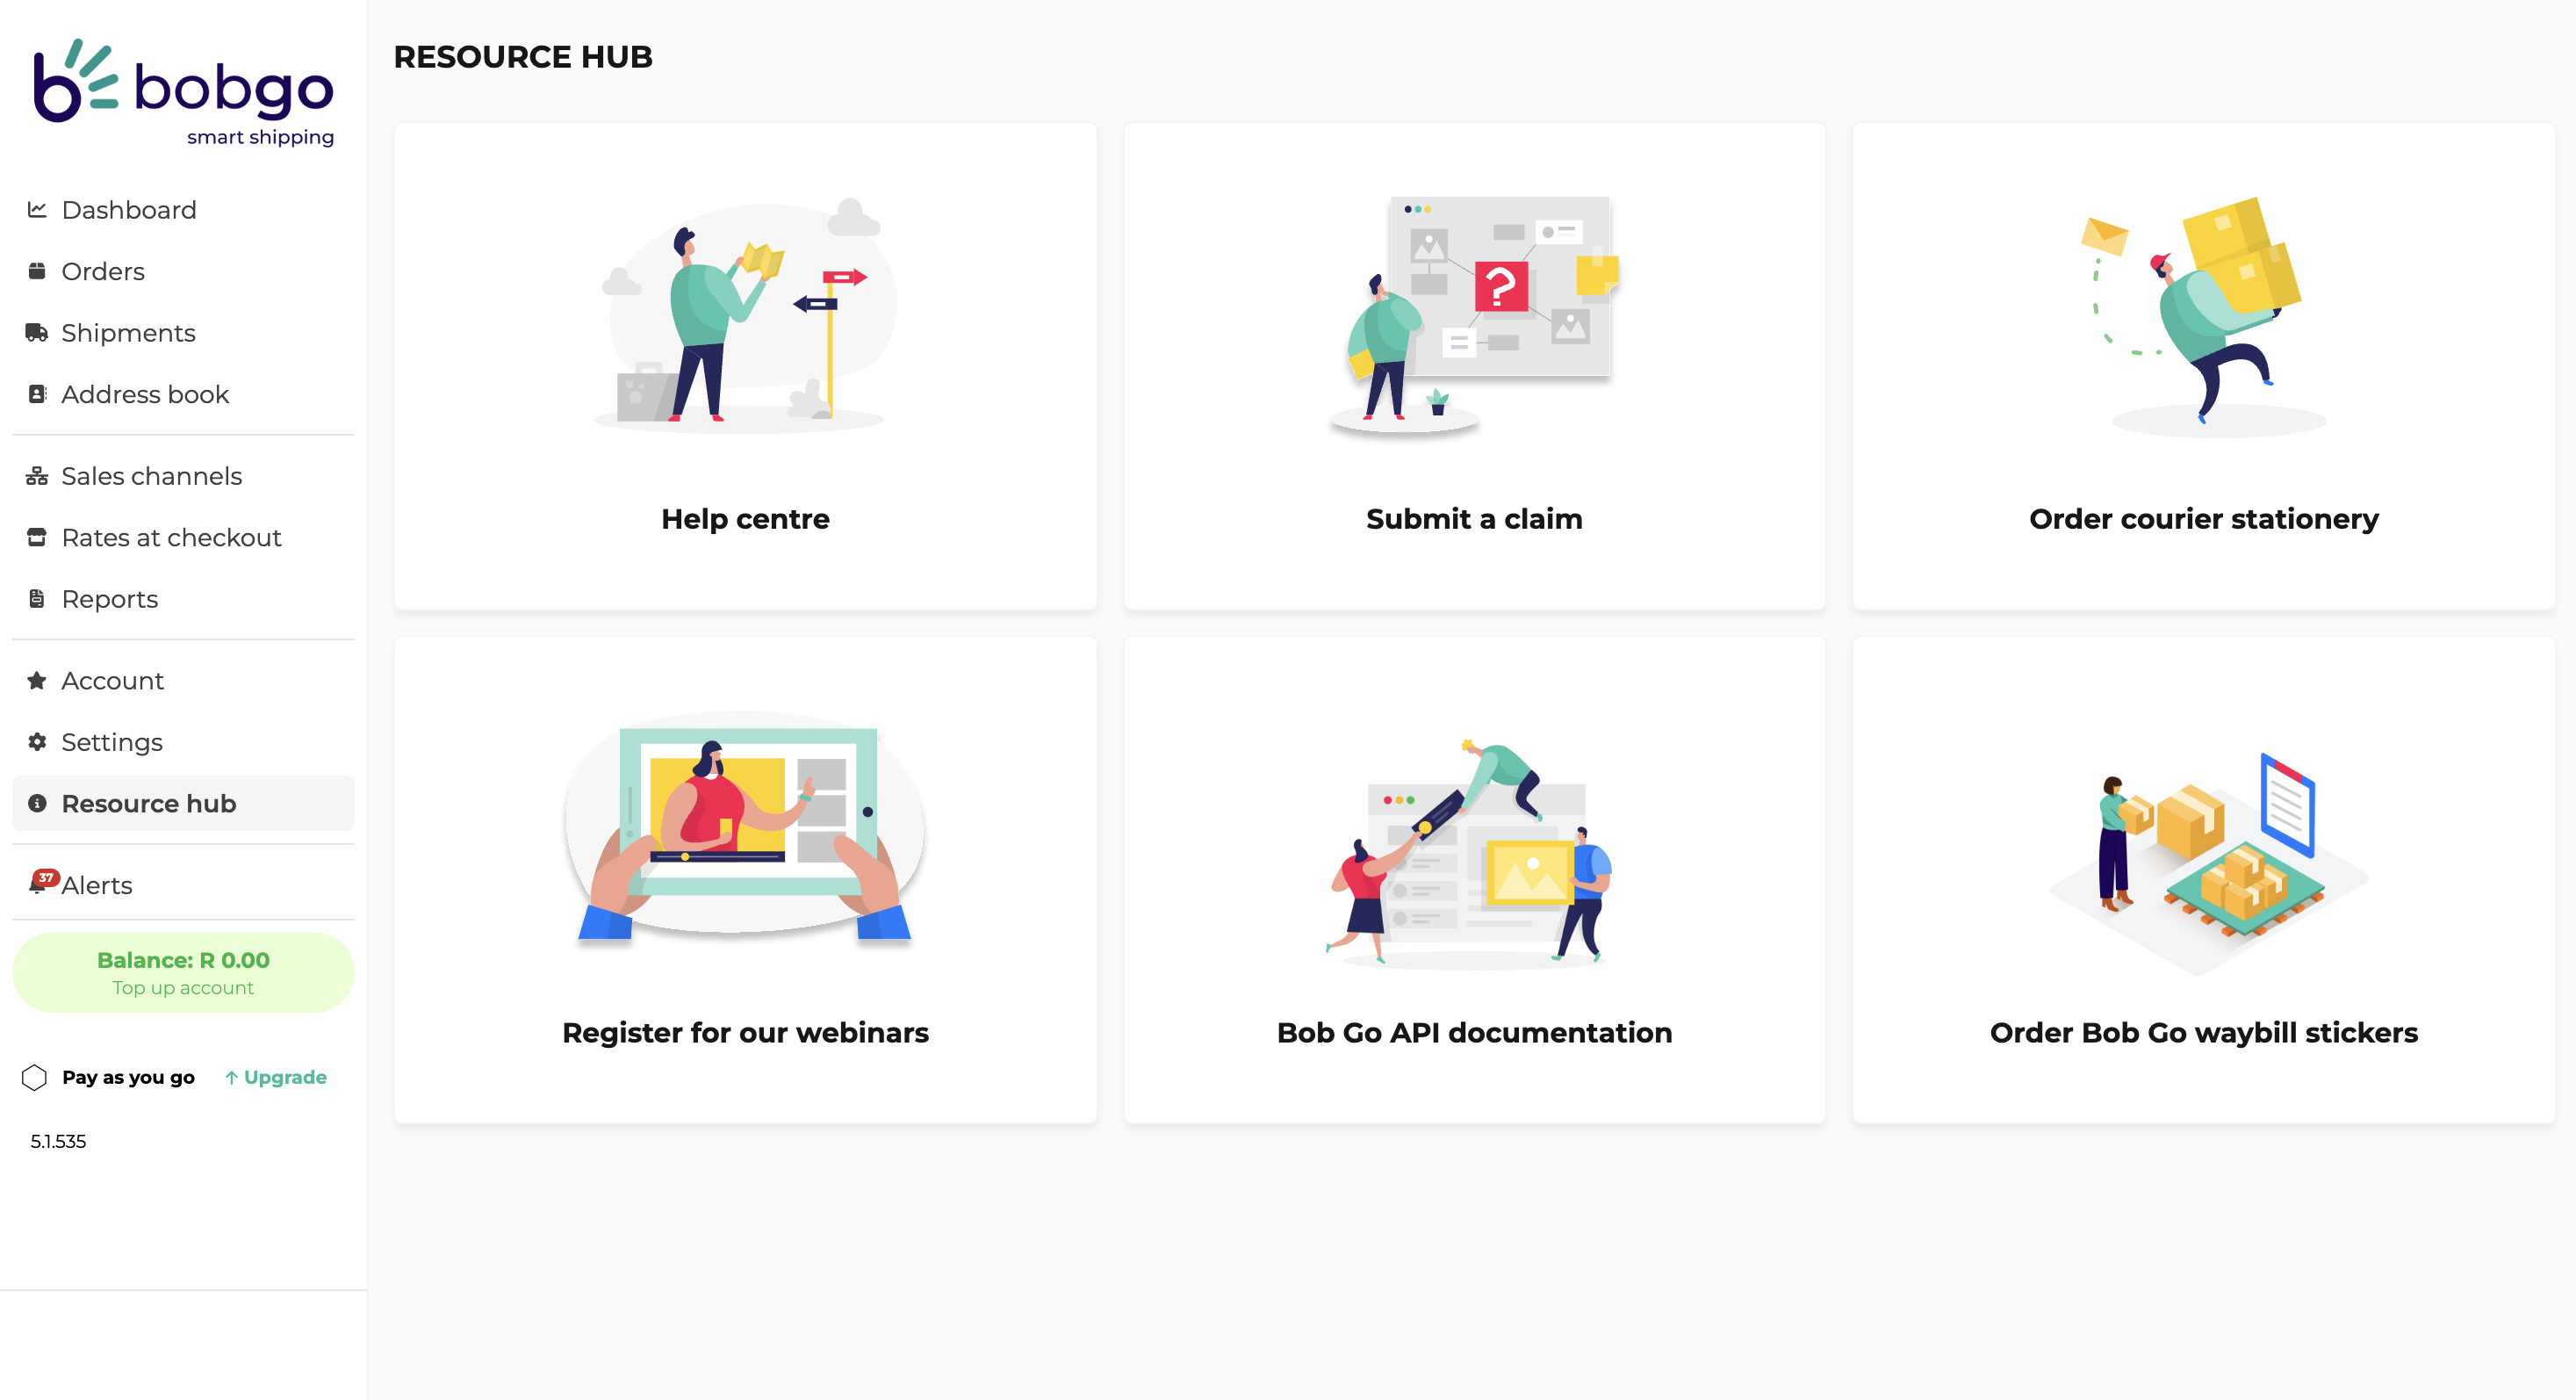 bobgo
smart shipping
Dashboard
Orders
Shipments
Address book
Sales channels
Rates at checkout
Reports
Account
Settings
Resource hub
37
Alerts
Balance: R 0.00
Top up account
Pay as you go
Upgrade
5.1.535
RESOURCE HUB
?
Help centre
Submit a claim
Order courier stationery
Register for our webinars
Bob Go API documentation
Order Bob Go waybill stickers